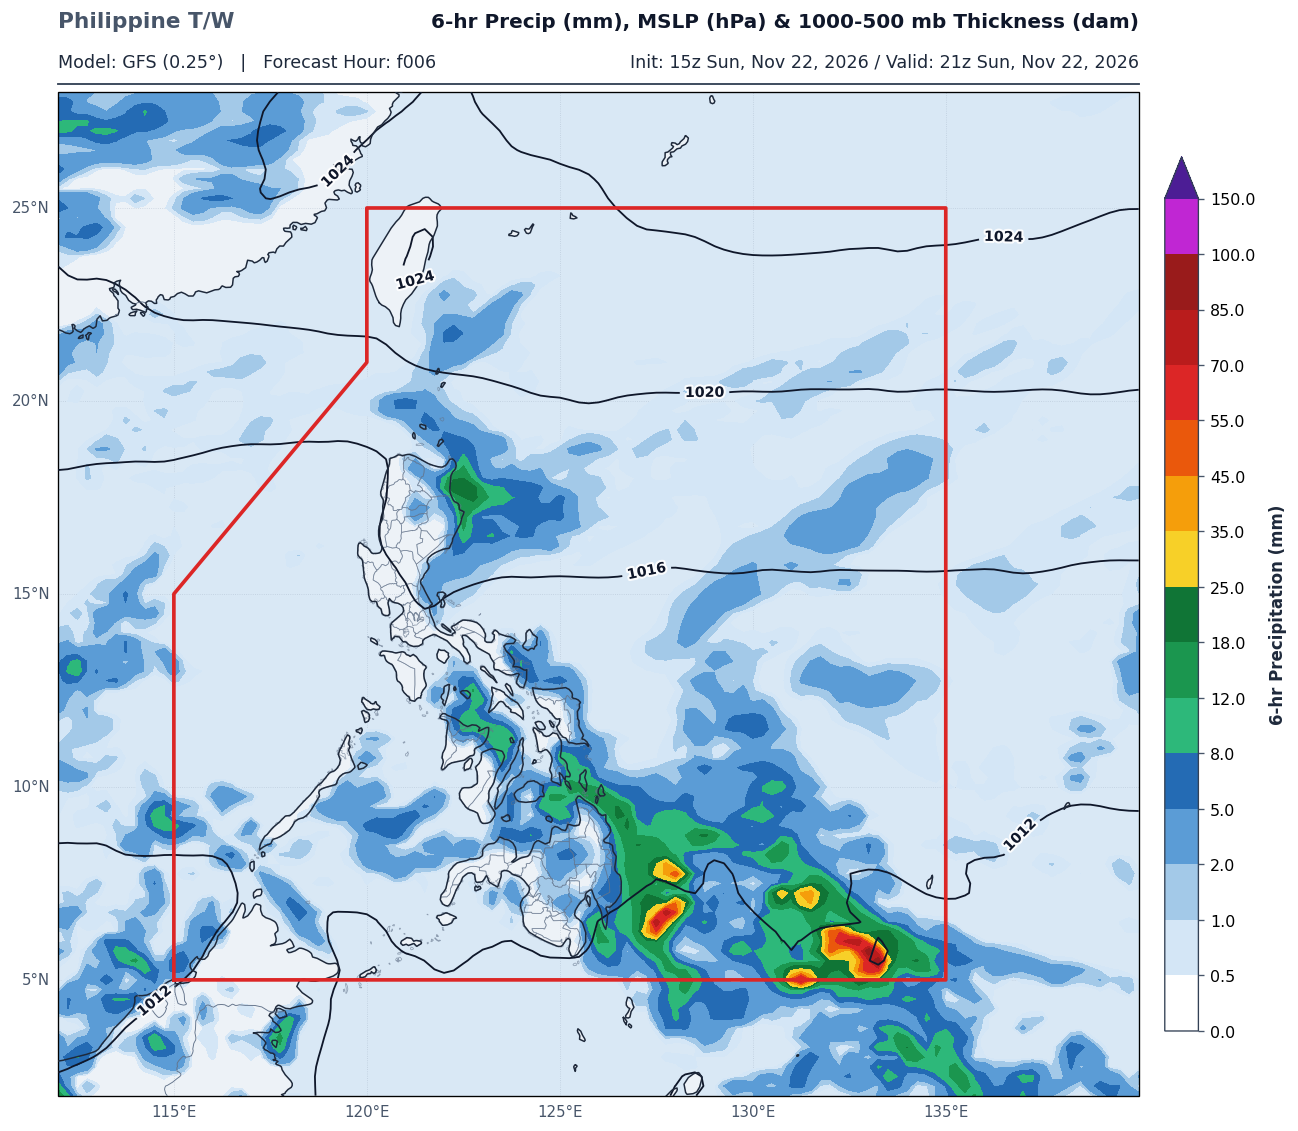 Philippine T/W
6-hr Precip (mm), MSLP (hPa) & 1000-500 mb Thickness (dam)
Model: GFS (0.25°) | Forecast Hour: f006
Init: 15z Sun, Nov 22, 2026 / Valid: 21z Sun, Nov 22, 2026
25°N
20°N
15°N
10°N
5°N
115°E
120°E
125°E
130°E
135°E
1024
1024
1024
1020
1016
1012
1012
150.0
100.0
85.0
70.0
55.0
45.0
35.0
25.0
18.0
12.0
8.0
5.0
2.0
1.0
0.5
0.0
6-hr Precipitation (mm)